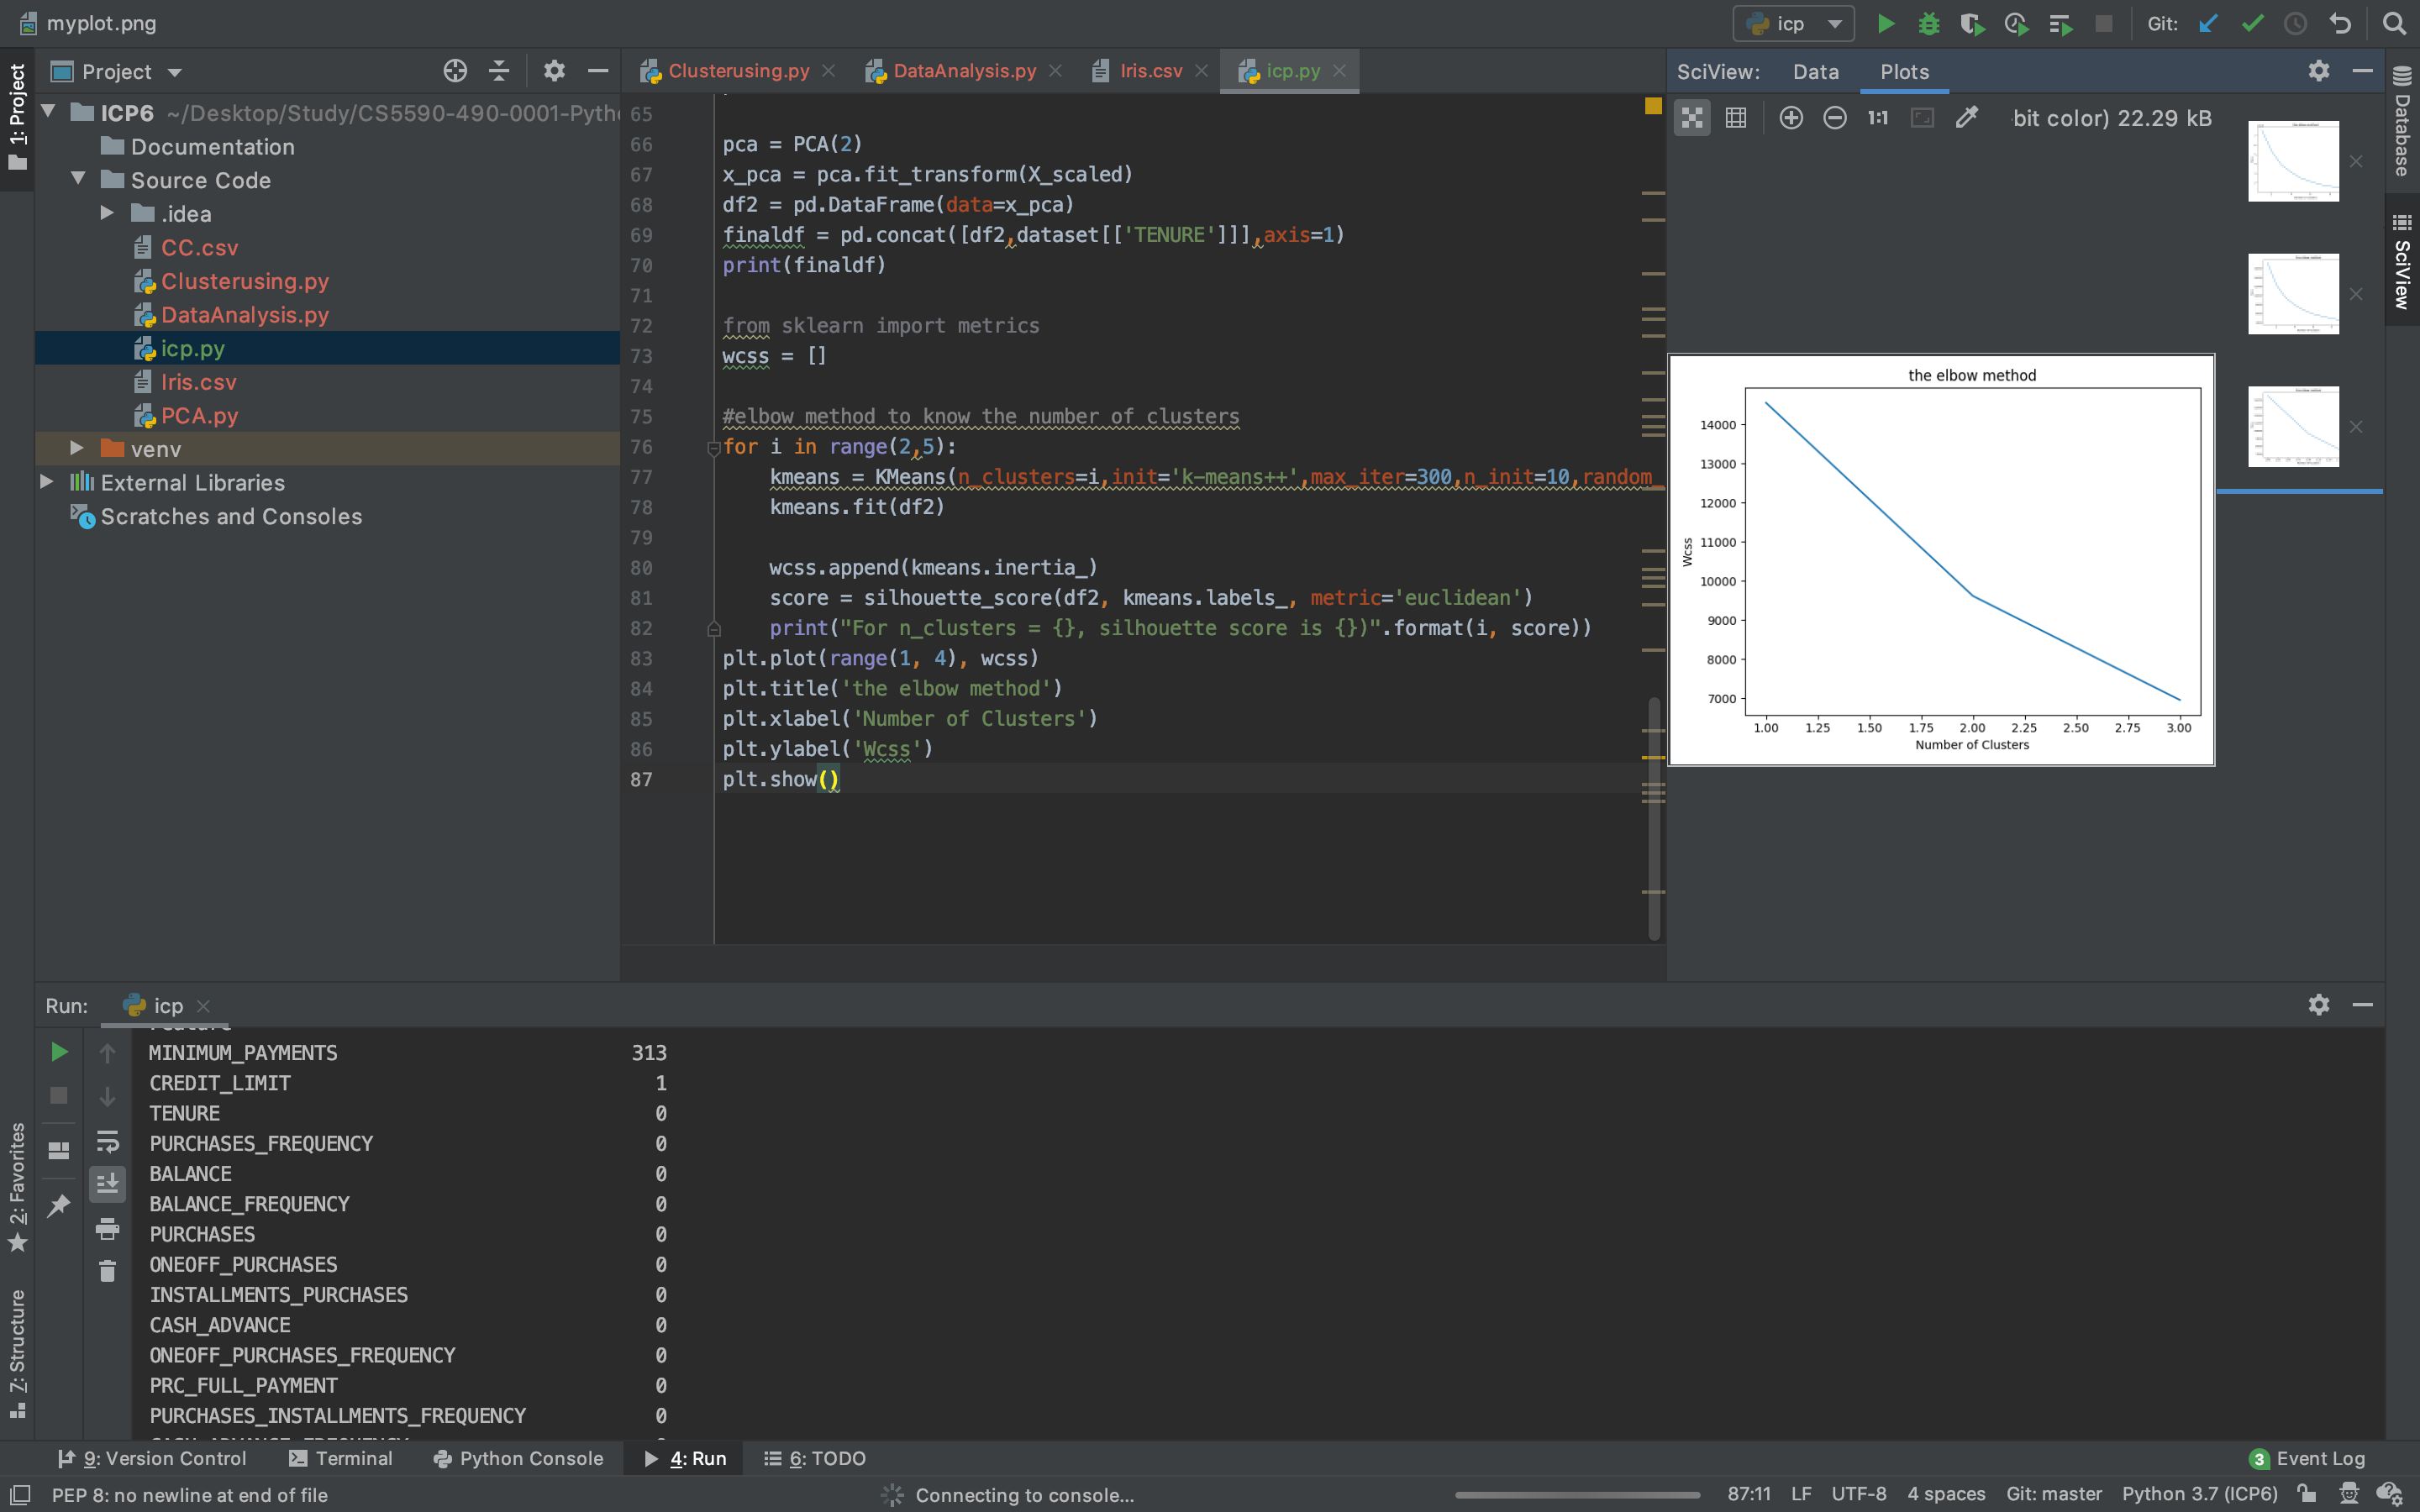 myplot.png
icp
Git:
1: Project
Project
ICP6 ~/Desktop/Study/CS5590-490-0001-Pyth
Documentation
Source Code
.idea
CC.csv
Clusterusing.py
DataAnalysis.py
icp.py
Iris.csv
PCA.py
venv
External Libraries
Scratches and Consoles
Clusterusing.py
DataAnalysis.py
Iris.csv
icp.py
65
66 pca = PCA(2)
67 x_pca = pca.fit_transform(X_scaled)
68 df2 = pd.DataFrame(data=x_pca)
69 finaldf = pd.concat([df2,dataset[['TENURE']]],axis=1)
70 print(finaldf)
71
72 from sklearn import metrics
73 wcss = []
74
75 #elbow method to know the number of clusters
76 for i in range(2,5):
77 kmeans = KMeans(n_clusters=i,init='k-means++',max_iter=300,n_init=10,random_
78 kmeans.fit(df2)
79
80 wcss.append(kmeans.inertia_)
81 score = silhouette_score(df2, kmeans.labels_, metric='euclidean')
82 print("For n_clusters = {}, silhouette score is {})".format(i, score))
83 plt.plot(range(1, 4), wcss)
84 plt.title('the elbow method')
85 plt.xlabel('Number of Clusters')
86 plt.ylabel('Wcss')
87 plt.show()
SciView: Data Plots
1:1 bit color) 22.29 kB
the elbow method
14000
13000
12000
11000
10000
9000
8000
7000
Wcss
1.00 1.25 1.50 1.75 2.00 2.25 2.50 2.75 3.00
Number of Clusters
Database
SciView
Run: icp
MINIMUM_PAYMENTS 313
CREDIT_LIMIT 1
TENURE 0
PURCHASES_FREQUENCY 0
BALANCE 0
BALANCE_FREQUENCY 0
PURCHASES 0
ONEOFF_PURCHASES 0
INSTALLMENTS_PURCHASES 0
CASH_ADVANCE 0
ONEOFF_PURCHASES_FREQUENCY 0
PRC_FULL_PAYMENT 0
PURCHASES_INSTALLMENTS_FREQUENCY 0
2: Favorites
Z: Structure
9: Version Control
Terminal
Python Console
4: Run
6: TODO
3 Event Log
PEP 8: no newline at end of file
Connecting to console...
87:11 LF UTF-8 4 spaces Git: master Python 3.7 (ICP6)